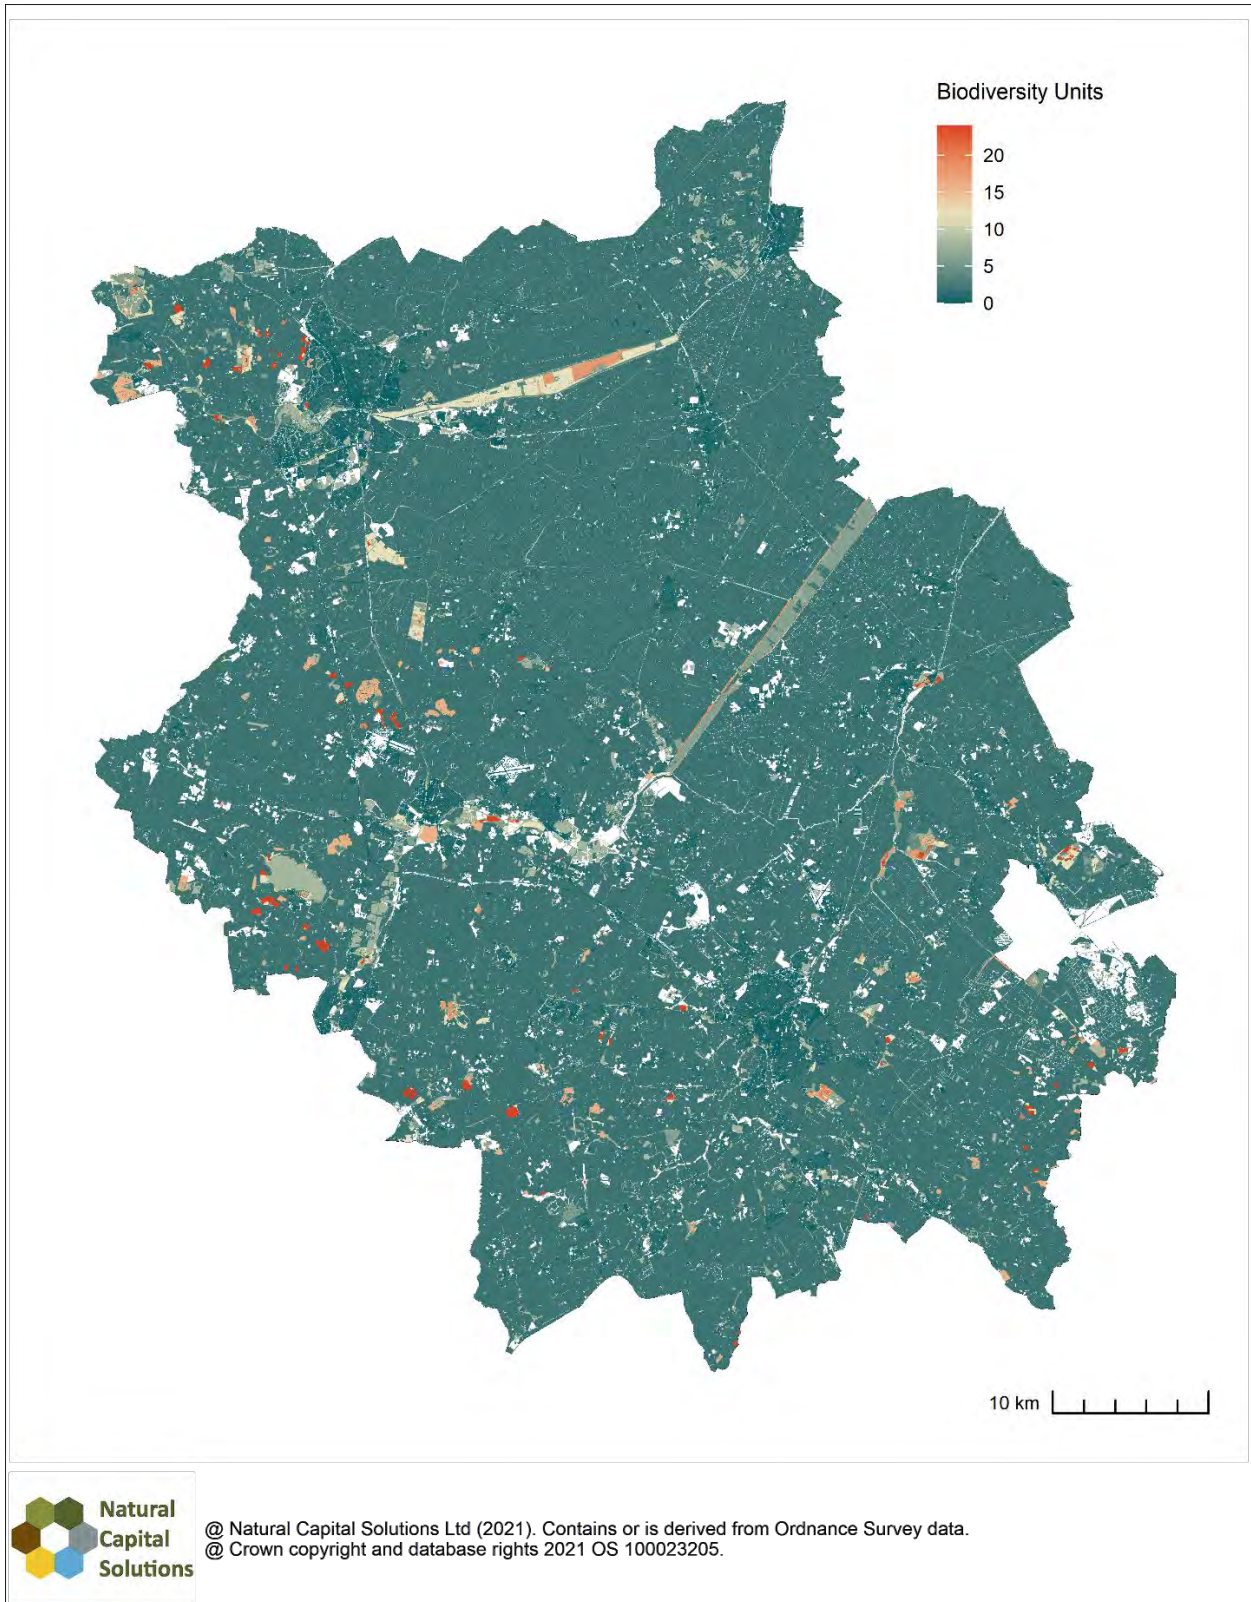 Biodiversity Units
20
15
10
5
0
10 km
Natural
Capital
Solutions
@ Natural Capital Solutions Ltd (2021). Contains or is derived from Ordnance Survey data.
@ Crown copyright and database rights 2021 OS 100023205.